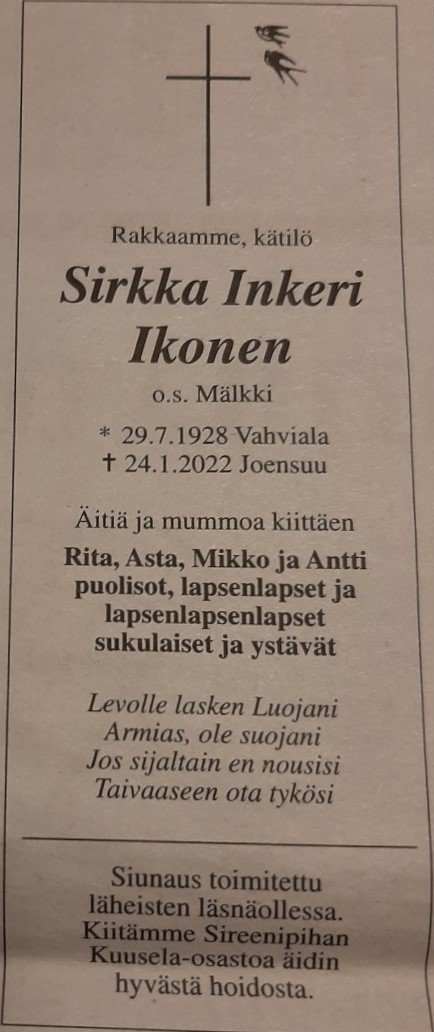 Rakkaamme, kätilö
Sirkka Inkeri
Ikonen
o.s. Mälkki
* 29.7.1928 Vahviala
✝ 24.1.2022 Joensuu
Äitiä ja mummoa kiittäen
Rita, Asta, Mikko ja Antti
puolisot, lapsenlapset ja
lapsenlapsenlapset
sukulaiset ja ystävät
Levolle lasken Luojani
Armias, ole suojani
Jos sijaltain en nousisi
Taivaaseen ota tykösi
Siunaus toimitettu
läheisten läsnäollessa.
Kiitämme Sireenipihan
Kuusela-osastoa äidin
hyvästä hoidosta.